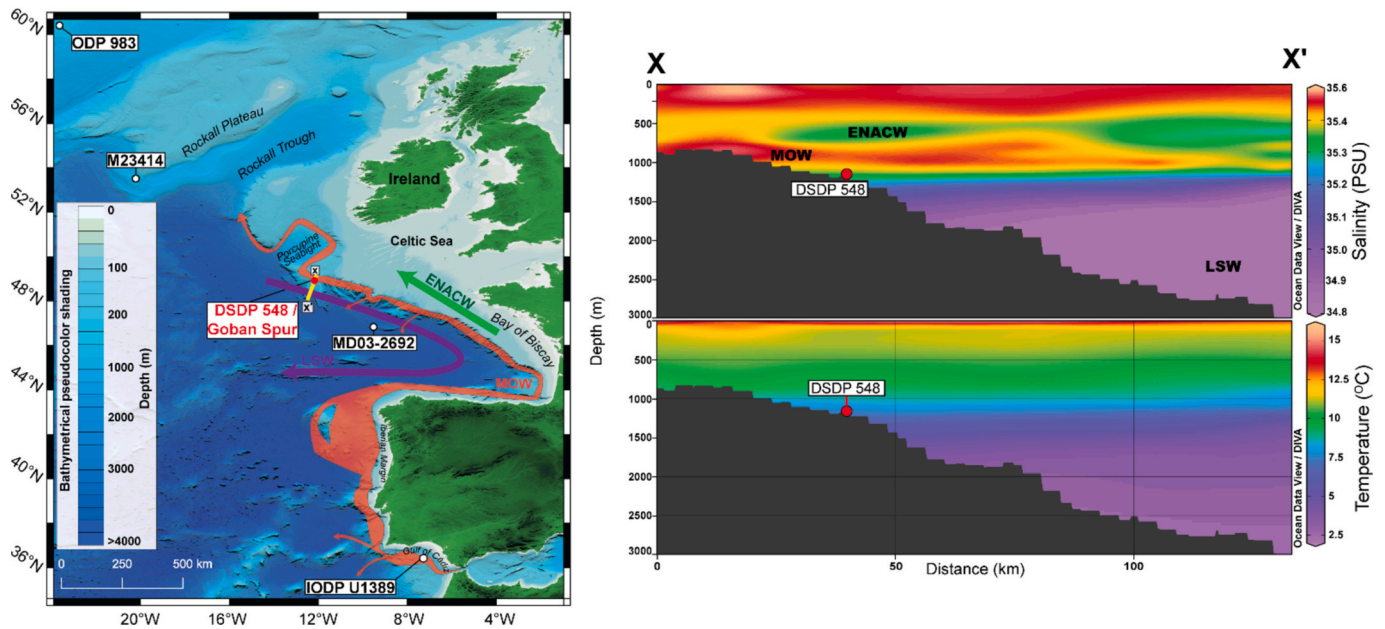 60°N
56°N
52°N
48°N
44°N
40°N
36°N
20°W
16°W
12°W
8°W
4°W
ODP 983
Rockall Plateau
M23414
Rockall Trough
Ireland
Celtic Sea
Porcupine
Seabight
X
X'
DSDP 548 /
Goban Spur
ENACW
Bay of Biscay
MD03-2692
LSW
MOW
Iberian Margin
Gulf of Cadiz
IODP U1389
Bathymetrical pseudocolor shading
Depth (m)
0
100
200
1000
2000
3000
>4000
0
250
500 km
X
X'
0
500
1000
1500
2000
2500
3000
ENACW
MOW
DSDP 548
LSW
Ocean Data View / DIVA
35.6
35.5
35.4
35.3
35.2
35.1
35.0
34.9
34.8
Salinity (PSU)
Depth (m)
0
500
1000
1500
2000
2500
3000
DSDP 548
Ocean Data View / DIVA
15
12.5
10
7.5
5
2.5
Temperature (°C)
0
50
100
Distance (km)